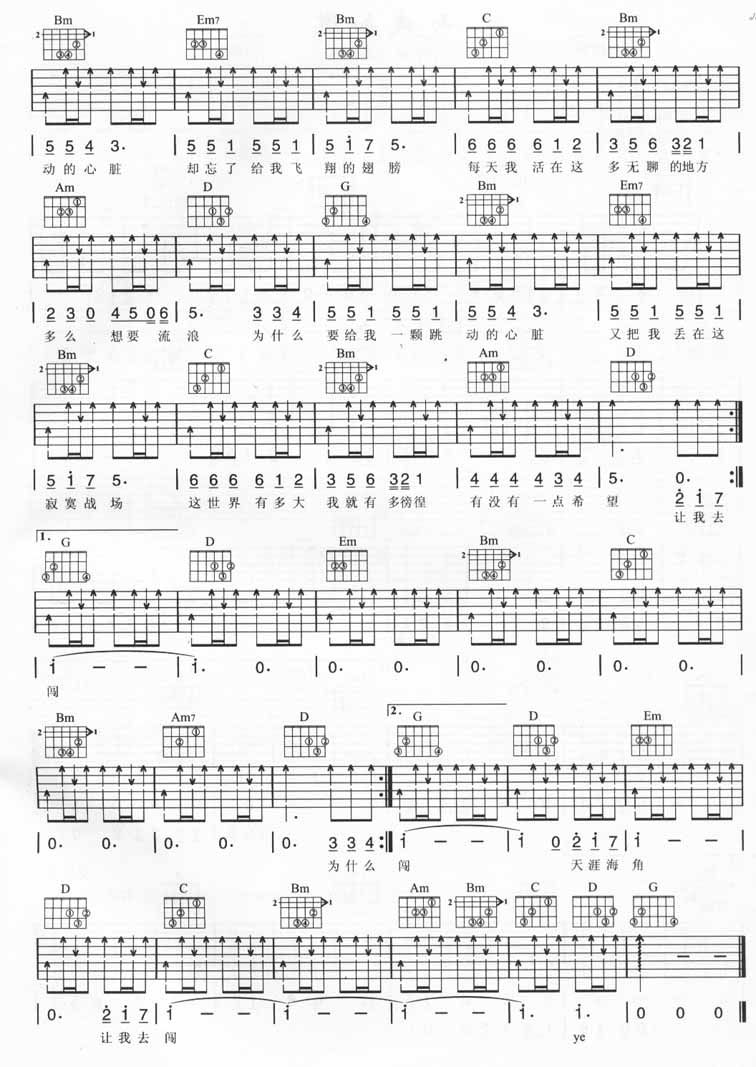 Bm Em7 Bm C Bm
5 5 4 3. 5 5 1 5 5 1 5 i 7 5. 6 6 6 6 1 2 3 5 6 3 2 1
动的心脏 却忘了 给我飞 翔的翅膀 每天我 活在这 多无聊 的地方
Am D G Bm Em7
2 3 0 4 5 0 6 5. 3 3 4 5 5 1 5 5 1 5 5 4 3. 5 5 1 5 5 1
多么 想要 流 浪 为什么 要给我 一颗跳 动的心脏 又把我 丢在这
Bm C Bm Am D
5 i 7 5. 6 6 6 6 1 2 3 5 6 3 2 1 4 4 4 4 3 4 5. 0.
2 i 7
寂寞战场 这世界 有多大 我就有 多彷徨 有没有 一点希 望 让我去
1.
G D Em Bm C
i - - i. 0. 0. 0. 0. 0. 0. 0.
闯
2.
Bm Am7 D G D Em
0. 0. 0. 0. 0. 3 3 4 i - - i 0 2 i 7 i - -
为什么 闯 天涯海 角
D C Bm Am Bm C D G
0. 2 i 7 i - - i - - i - - i. i. 0 0 0
让我去 闯 ye